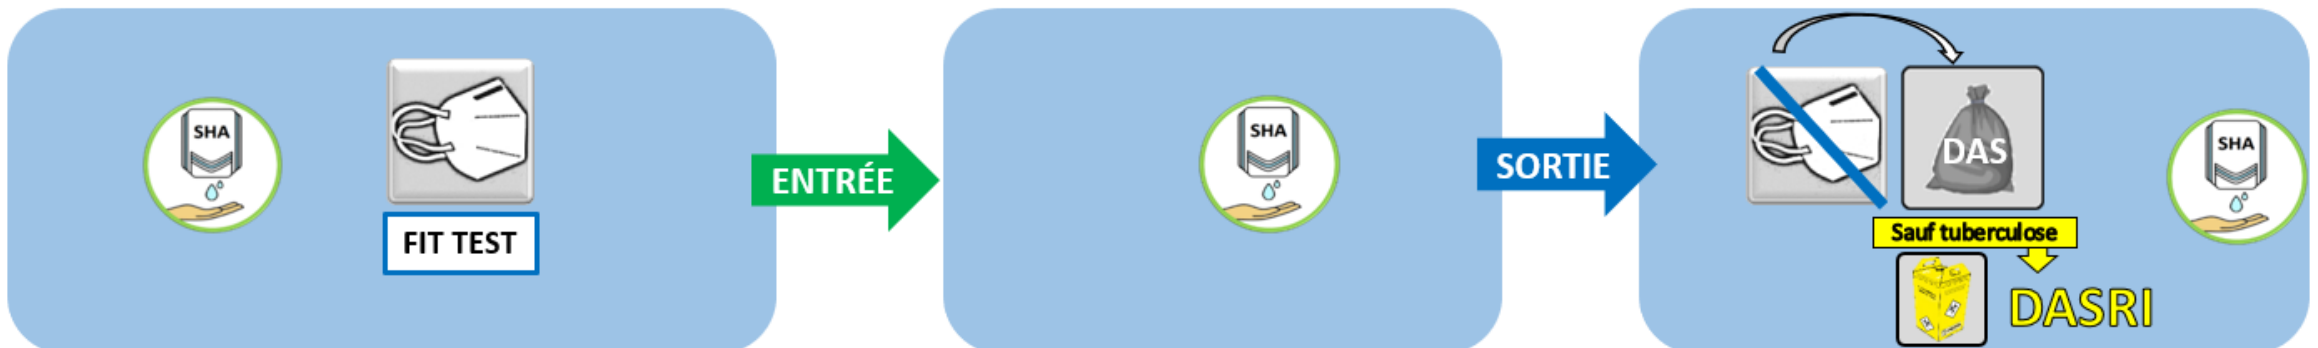 SHA
FIT TEST
ENTRÉE
SHA
SORTIE
DAS
Sauf tuberculose
DASRI
SHA